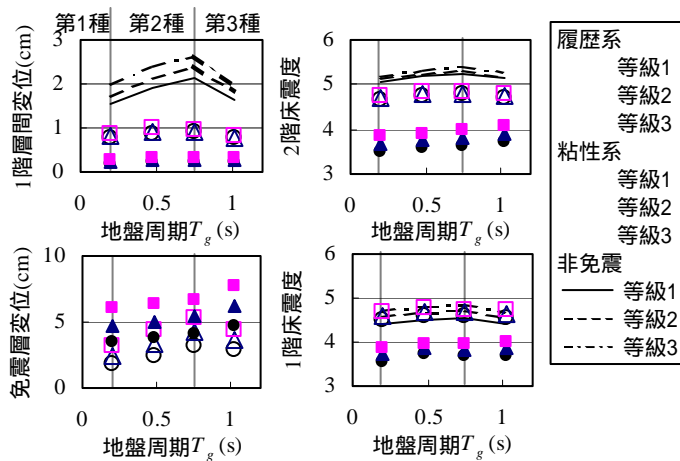 第1種 第2種 第3種
1階層間変位(cm)
3
2
1
0
0 0.5 1
地盤周期Tg (s)
2階床震度
6
5
4
3
0 0.5 1
地盤周期Tg (s)
免震層変位(cm)
10
5
0
0 0.5 1
地盤周期Tg (s)
1階床震度
6
5
4
3
0 0.5 1
地盤周期Tg (s)
履歴系
等級1
等級2
等級3
粘性系
等級1
等級2
等級3
非免震
等級1
等級2
等級3